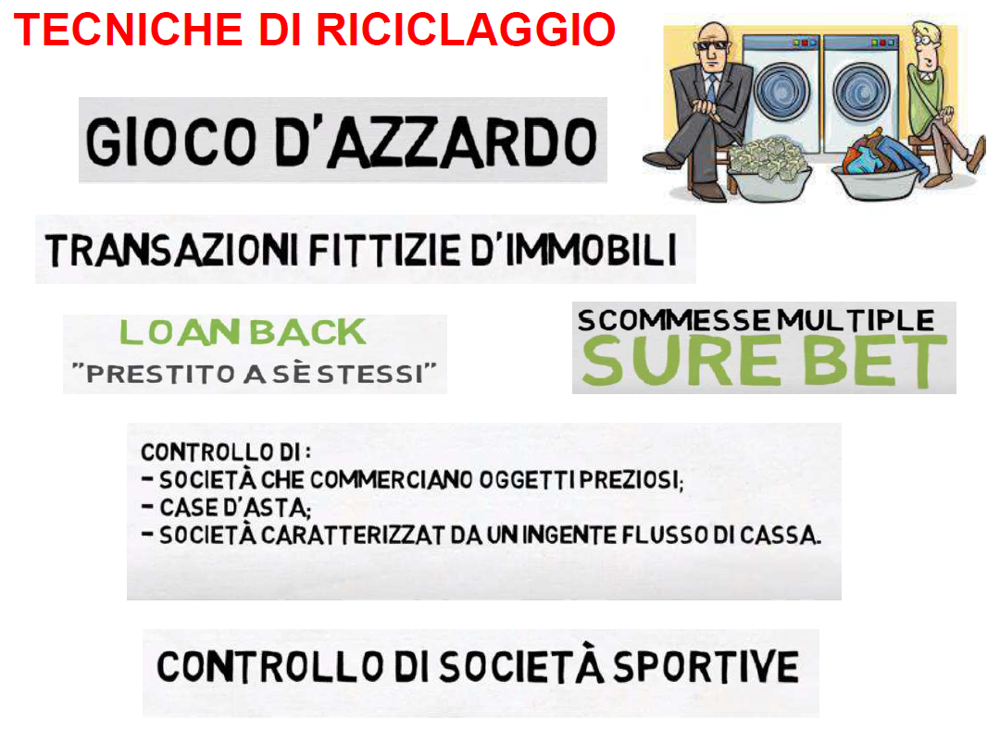 TECNICHE DI RICICLAGGIO
GIOCO D'AZZARDO
TRANSAZIONI FITTIZIE D'IMMOBILI
LOAN BACK
"PRESTITO A SÈ STESSI"
SCOMMESSE MULTIPLE
SURE BET
CONTROLLO DI:
- SOCIETÀ CHE COMMERCIANO OGGETTI PREZIOSI;
- CASE D'ASTA;
- SOCIETÀ CARATTERIZZAT DA UN INGENTE FLUSSO DI CASSA.
CONTROLLO DI SOCIETÀ SPORTIVE